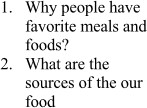 1. Why people have
favorite meals and
foods?
2. What are the
sources of the our
food